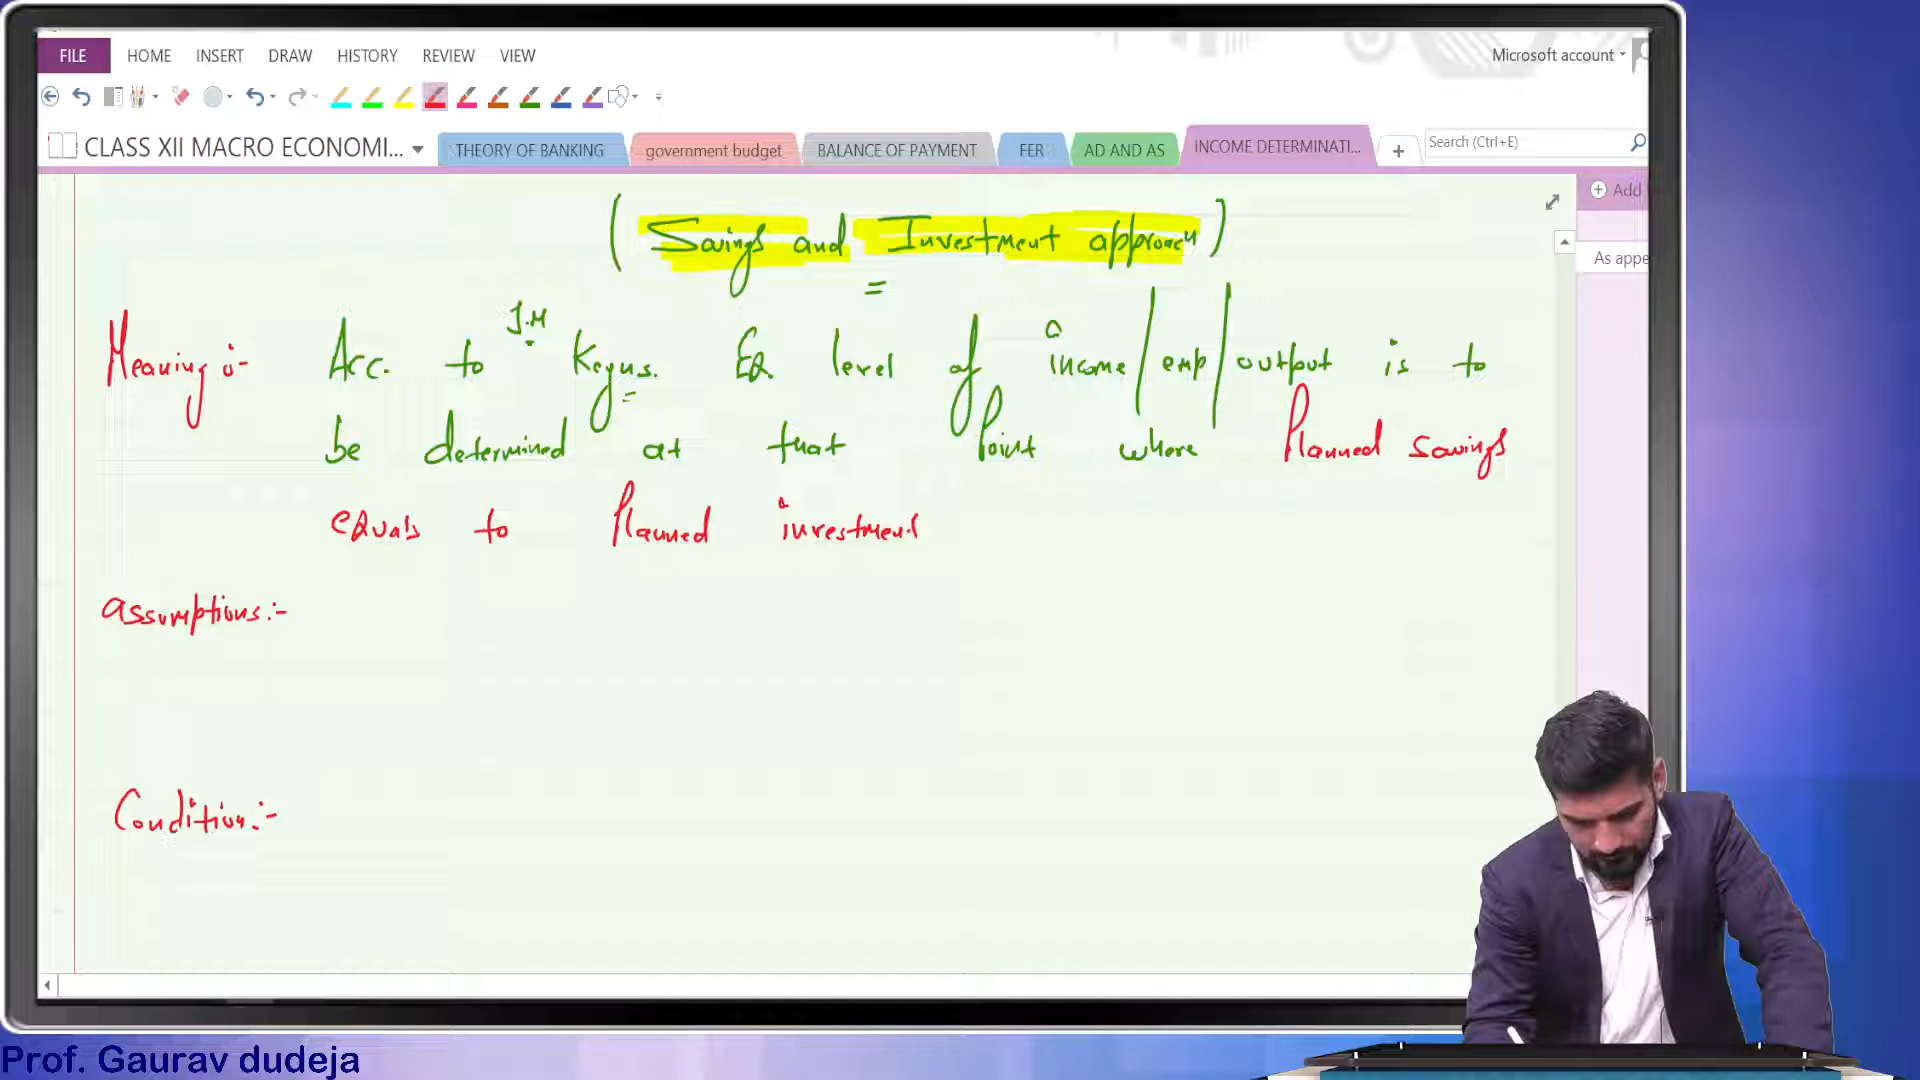 FILE HOME INSERT DRAW HISTORY REVIEW VIEW Microsoft account
CLASS XII MACRO ECONOMI... THEORY OF BANKING government budget BALANCE OF PAYMENT FER AD AND AS INCOME DETERMINATI... + Search (Ctrl+E)
Add
(Savings and Investment approach)
=
As appe
Meaning :- Acc. to J.M Keyns. EQ. level of income/emp/output is to
be determined at that point where Planned savings
equals to Planned investment
Assumptions:-
Condition:-
Prof. Gaurav dudeja